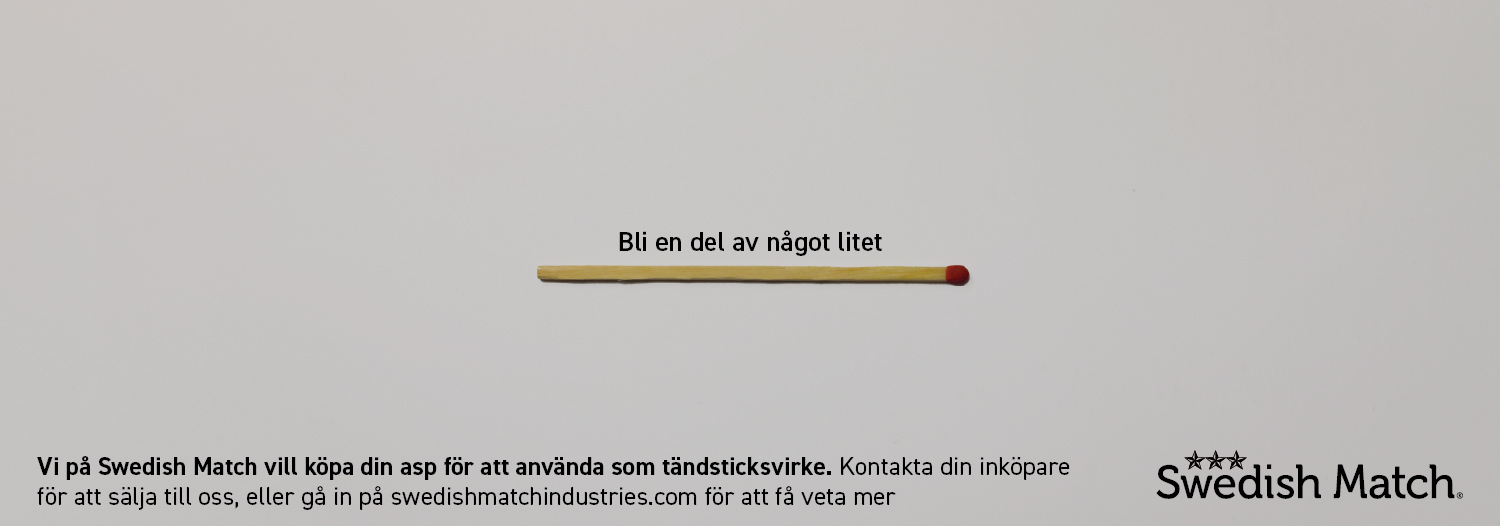 Bli en del av något litet
Vi på Swedish Match vill köpa din asp för att använda som tändsticksvirke. Kontakta din inköpare
för att sälja till oss, eller gå in på swedishmatchindustries.com för att få veta mer
Swedish Match®